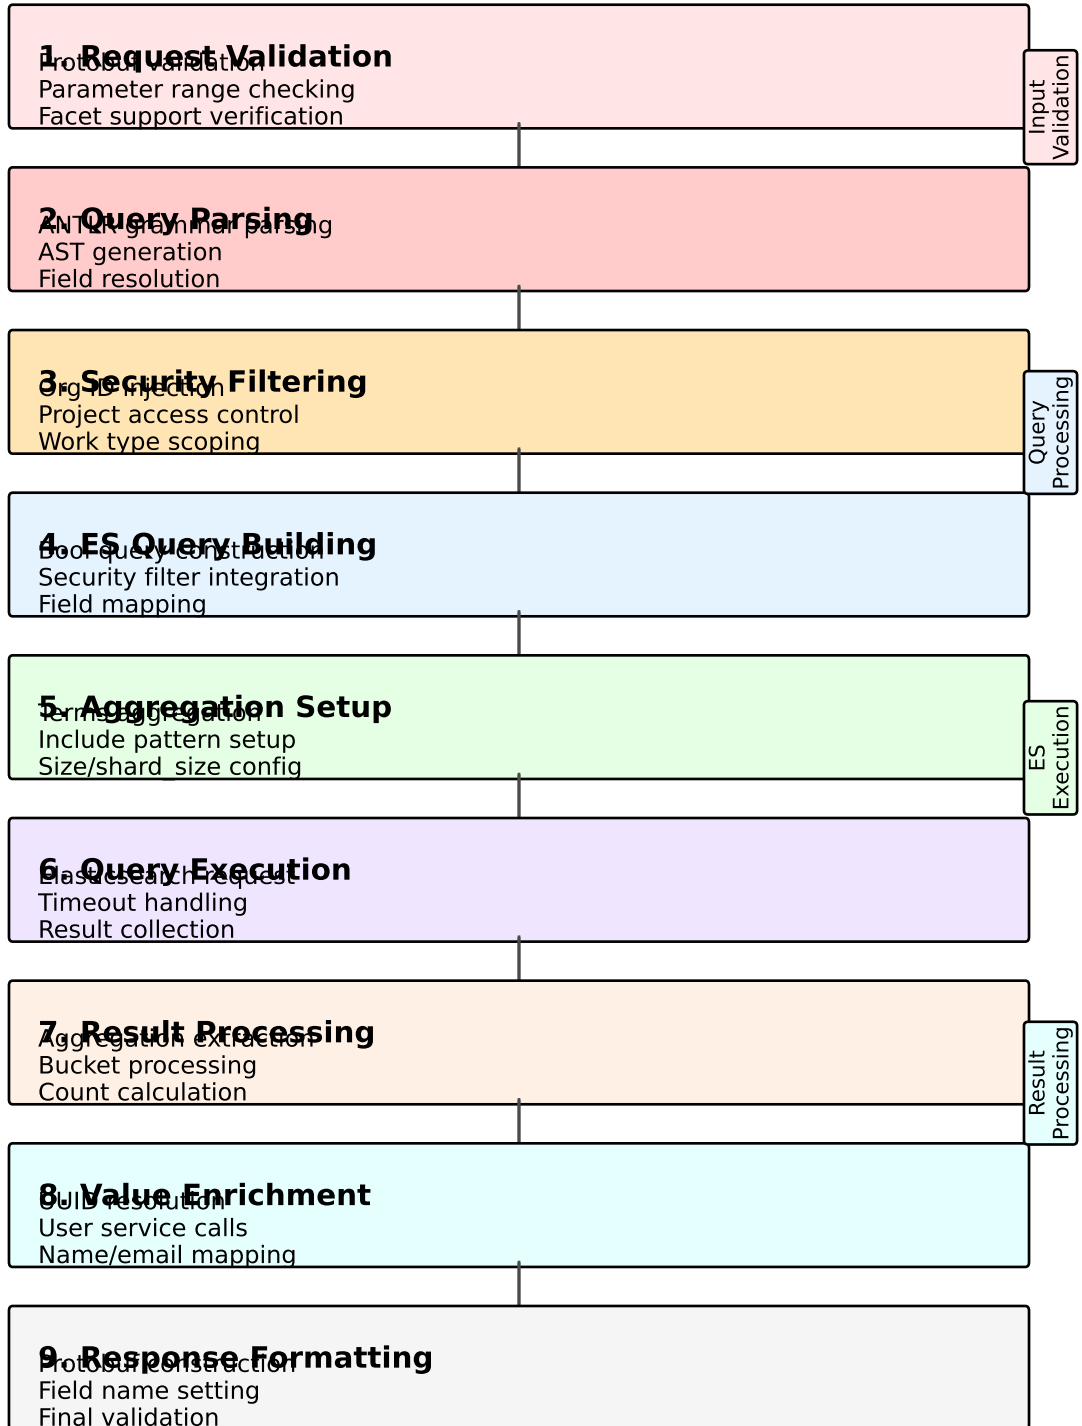 1. Request Validation
Protobuf validation
Parameter range checking
Facet support verification
Input
Validation
2. Query Parsing
ANTLR grammar parsing
AST generation
Field resolution
3. Security Filtering
Org ID injection
Project access control
Work type scoping
Query
Processing
4. ES Query Building
Bool query construction
Security filter integration
Field mapping
5. Aggregation Setup
Terms aggregation
Include pattern setup
Size/shard_size config
ES
Execution
6. Query Execution
Elasticsearch request
Timeout handling
Result collection
7. Result Processing
Aggregation extraction
Bucket processing
Count calculation
Result
Processing
8. Value Enrichment
UUID resolution
User service calls
Name/email mapping
9. Response Formatting
Protobuf construction
Field name setting
Final validation